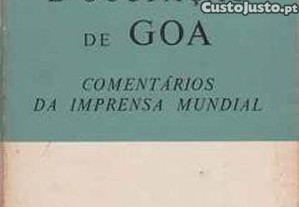 CustoJusto.pt
DE GOA
COMENTÁRIOS
DA IMPRENSA MUNDIAL